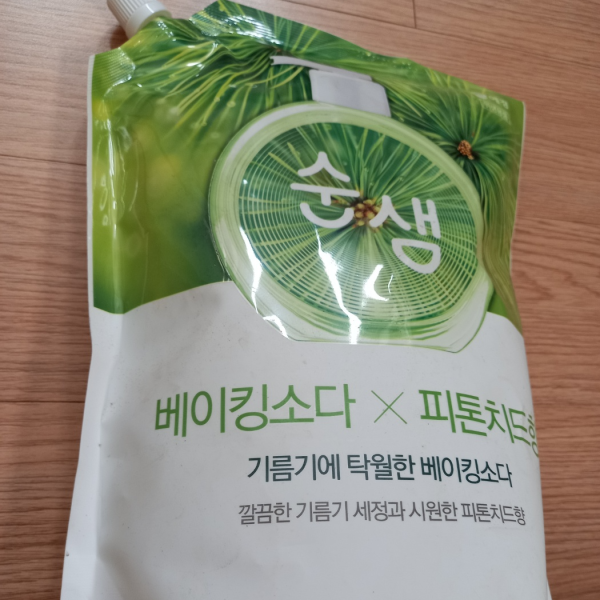 순샘
베이킹소다 × 피톤치드향
기름기에 탁월한 베이킹소다
깔끔한 기름기 세정과 시원한 피톤치드향